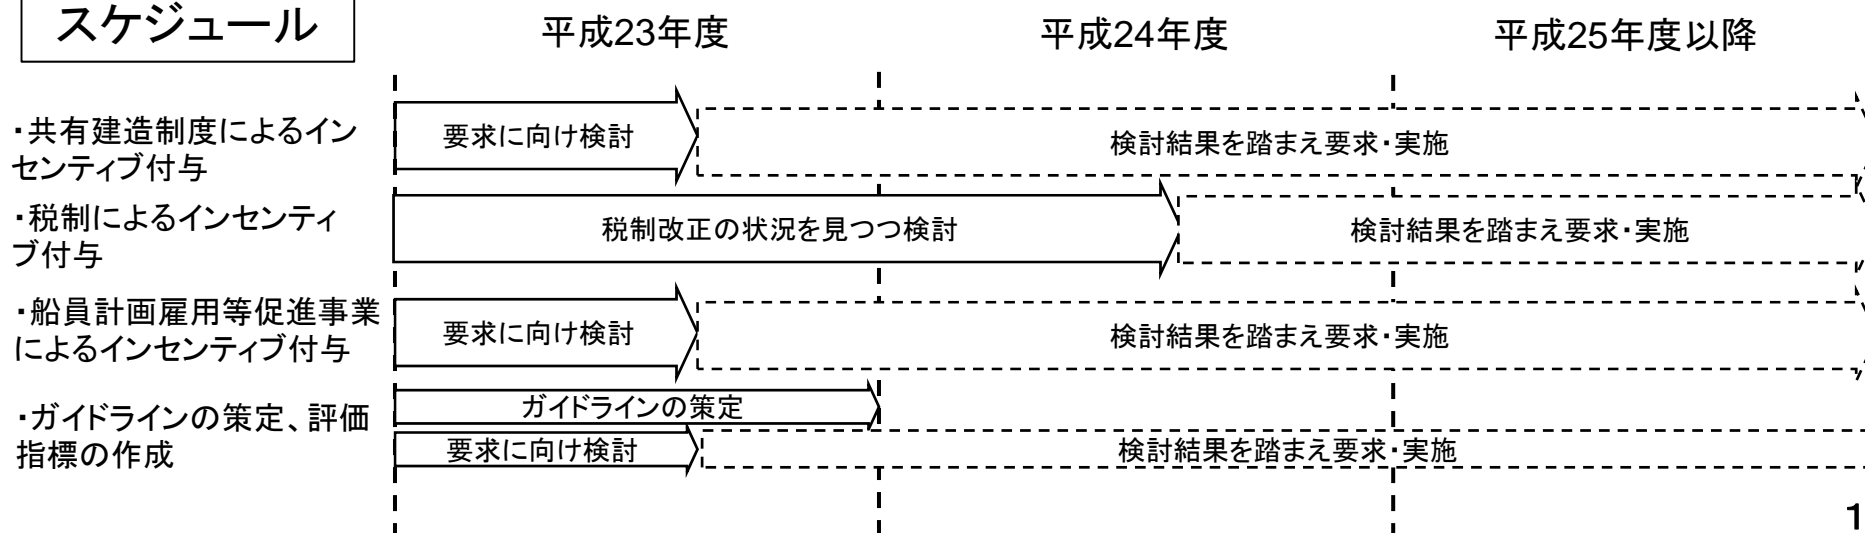 スケジュール
平成23年度
平成24年度
平成25年度以降
・共有建造制度によるイン
センティブ付与
要求に向け検討
検討結果を踏まえ要求・実施
・税制によるインセンティ
ブ付与
税制改正の状況を見つつ検討
検討結果を踏まえ要求・実施
・船員計画雇用等促進事業
によるインセンティブ付与
要求に向け検討
検討結果を踏まえ要求・実施
・ガイドラインの策定、評価
指標の作成
ガイドラインの策定
要求に向け検討
検討結果を踏まえ要求・実施
1